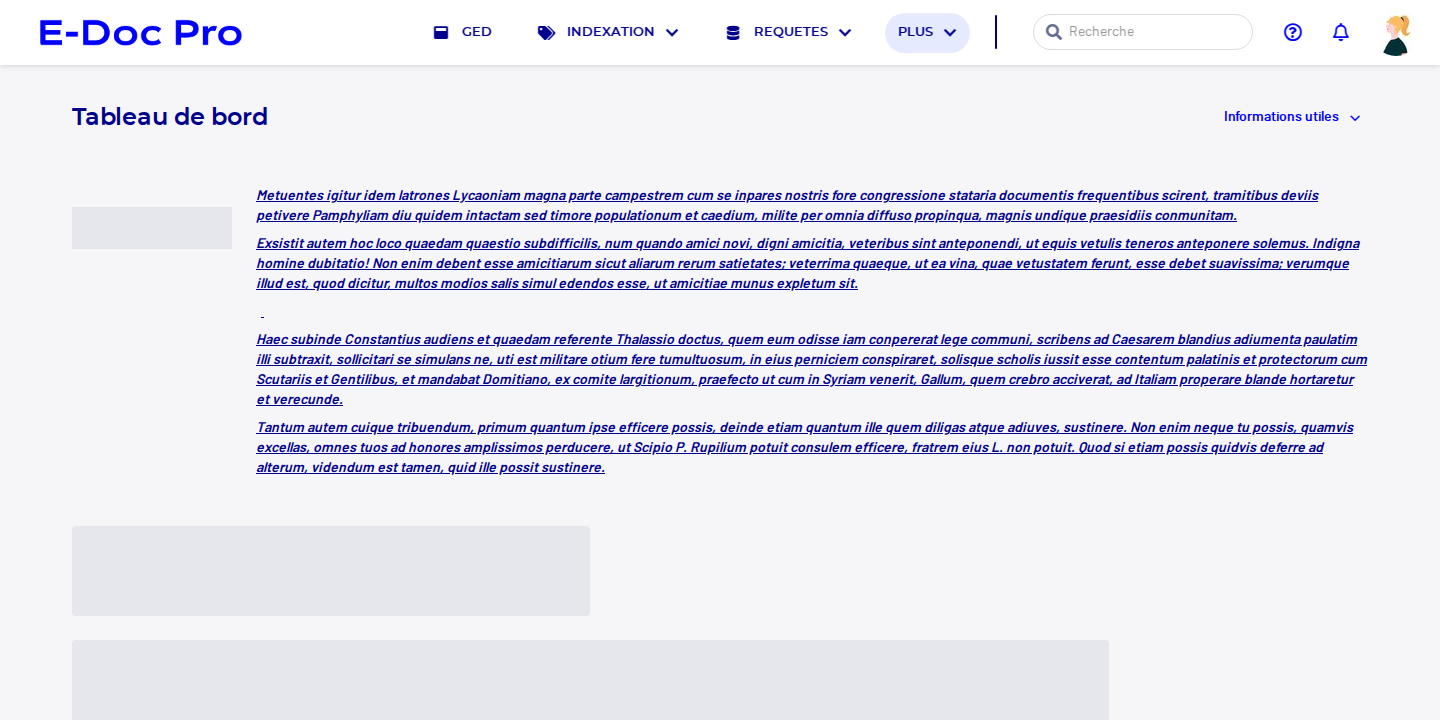 E-Doc Pro
GED
INDEXATION
REQUETES
PLUS
Recherche
Tableau de bord
Informations utiles
Metuentes igitur idem latrones Lycaoniam magna parte campestrem cum se inpares nostris fore congressione stataria documentis frequentibus scirent, tramitibus deviis
petivere Pamphyliam diu quidem intactam sed timore populationum et caedium, milite per omnia diffuso propinqua, magnis undique praesidiis conmunitam.
Exsistit autem hoc loco quaedam quaestio subdifficilis, num quando amici novi, digni amicitia, veteribus sint anteponendi, ut equis vetulis teneros anteponere solemus. Indigna
homine dubitatio! Non enim debent esse amicitiarum sicut aliarum rerum satietates; veterrima quaeque, ut ea vina, quae vetustatem ferunt, esse debet suavissima; verumque
illud est, quod dicitur, multos modios salis simul edendos esse, ut amicitiae munus expletum sit.
Haec subinde Constantius audiens et quaedam referente Thalassio doctus, quem eum odisse iam conpererat lege communi, scribens ad Caesarem blandius adiumenta paulatim
illi subtraxit, sollicitari se simulans ne, uti est militare otium fere tumultuosum, in eius perniciem conspiraret, solisque scholis iussit esse contentum palatinis et protectorum cum
Scutariis et Gentilibus, et mandabat Domitiano, ex comite largitionum, praefecto ut cum in Syriam venerit, Gallum, quem crebro acciverat, ad Italiam properare blande hortaretur
et verecunde.
Tantum autem cuique tribuendum, primum quantum ipse efficere possis, deinde etiam quantum ille quem diligas atque adiuves, sustinere. Non enim neque tu possis, quamvis
excellas, omnes tuos ad honores amplissimos perducere, ut Scipio P. Rupilium potuit consulem efficere, fratrem eius L. non potuit. Quod si etiam possis quidvis deferre ad
alterum, videndum est tamen, quid ille possit sustinere.